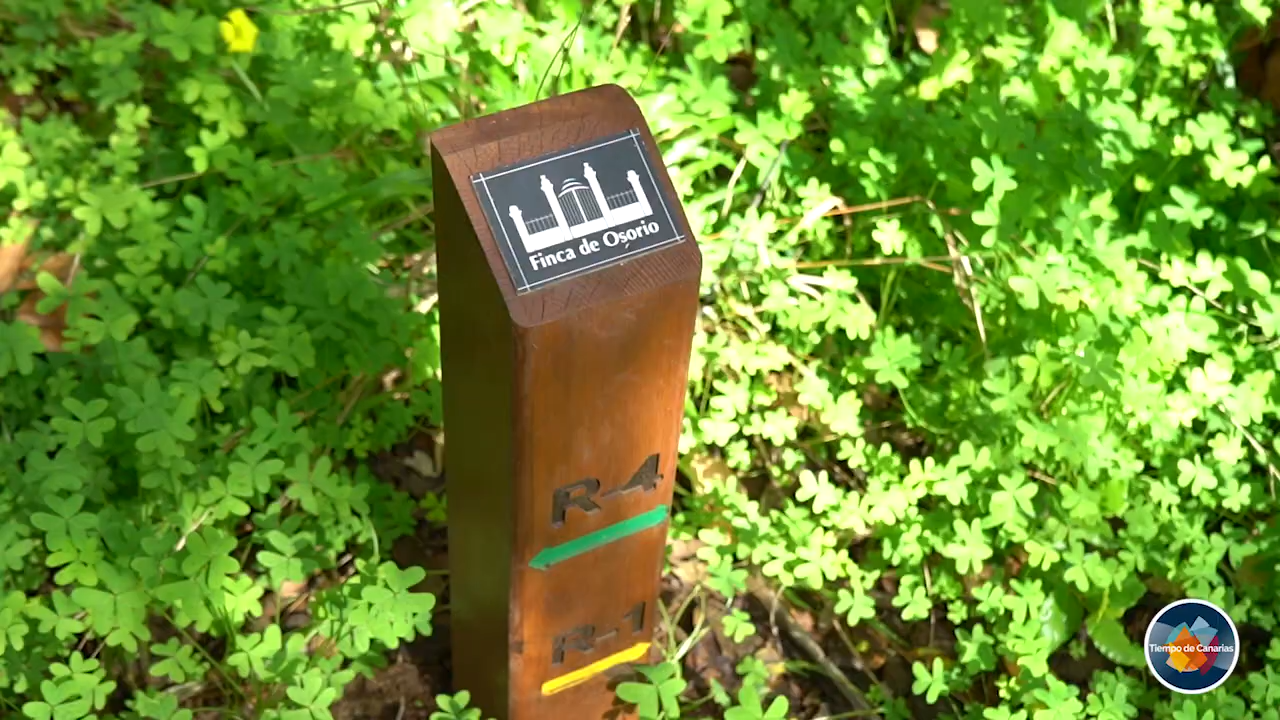 Finca de Osorio
R-4
R-1
Tiempo de Canarias